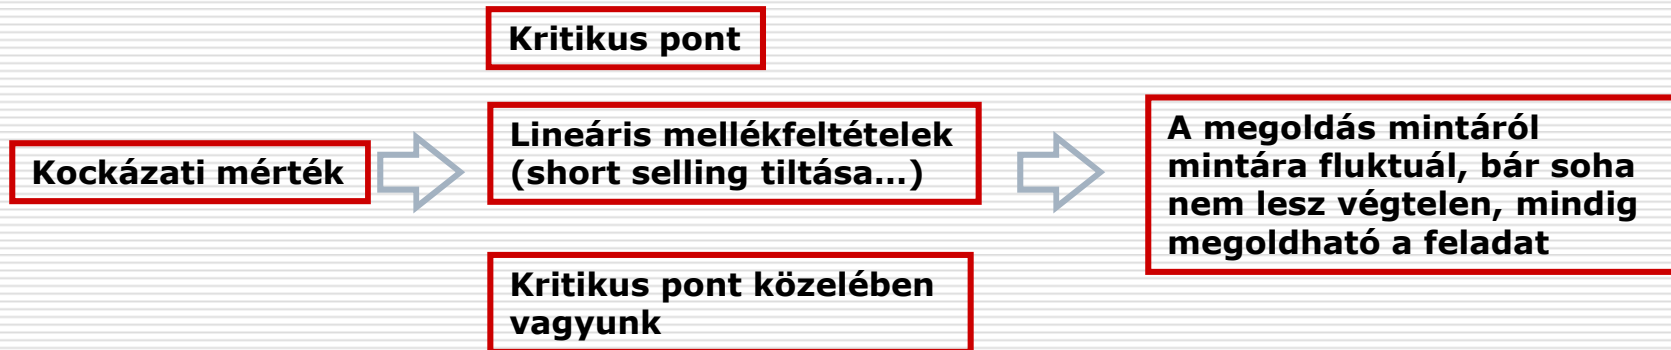 Kritikus pont
Kockázati mérték
Lineáris mellékfeltételek
(short selling tiltása…)
Kritikus pont közelében
vagyunk
A megoldás mintáról
mintára fluktuál, bár soha
nem lesz végtelen, mindig
megoldható a feladat